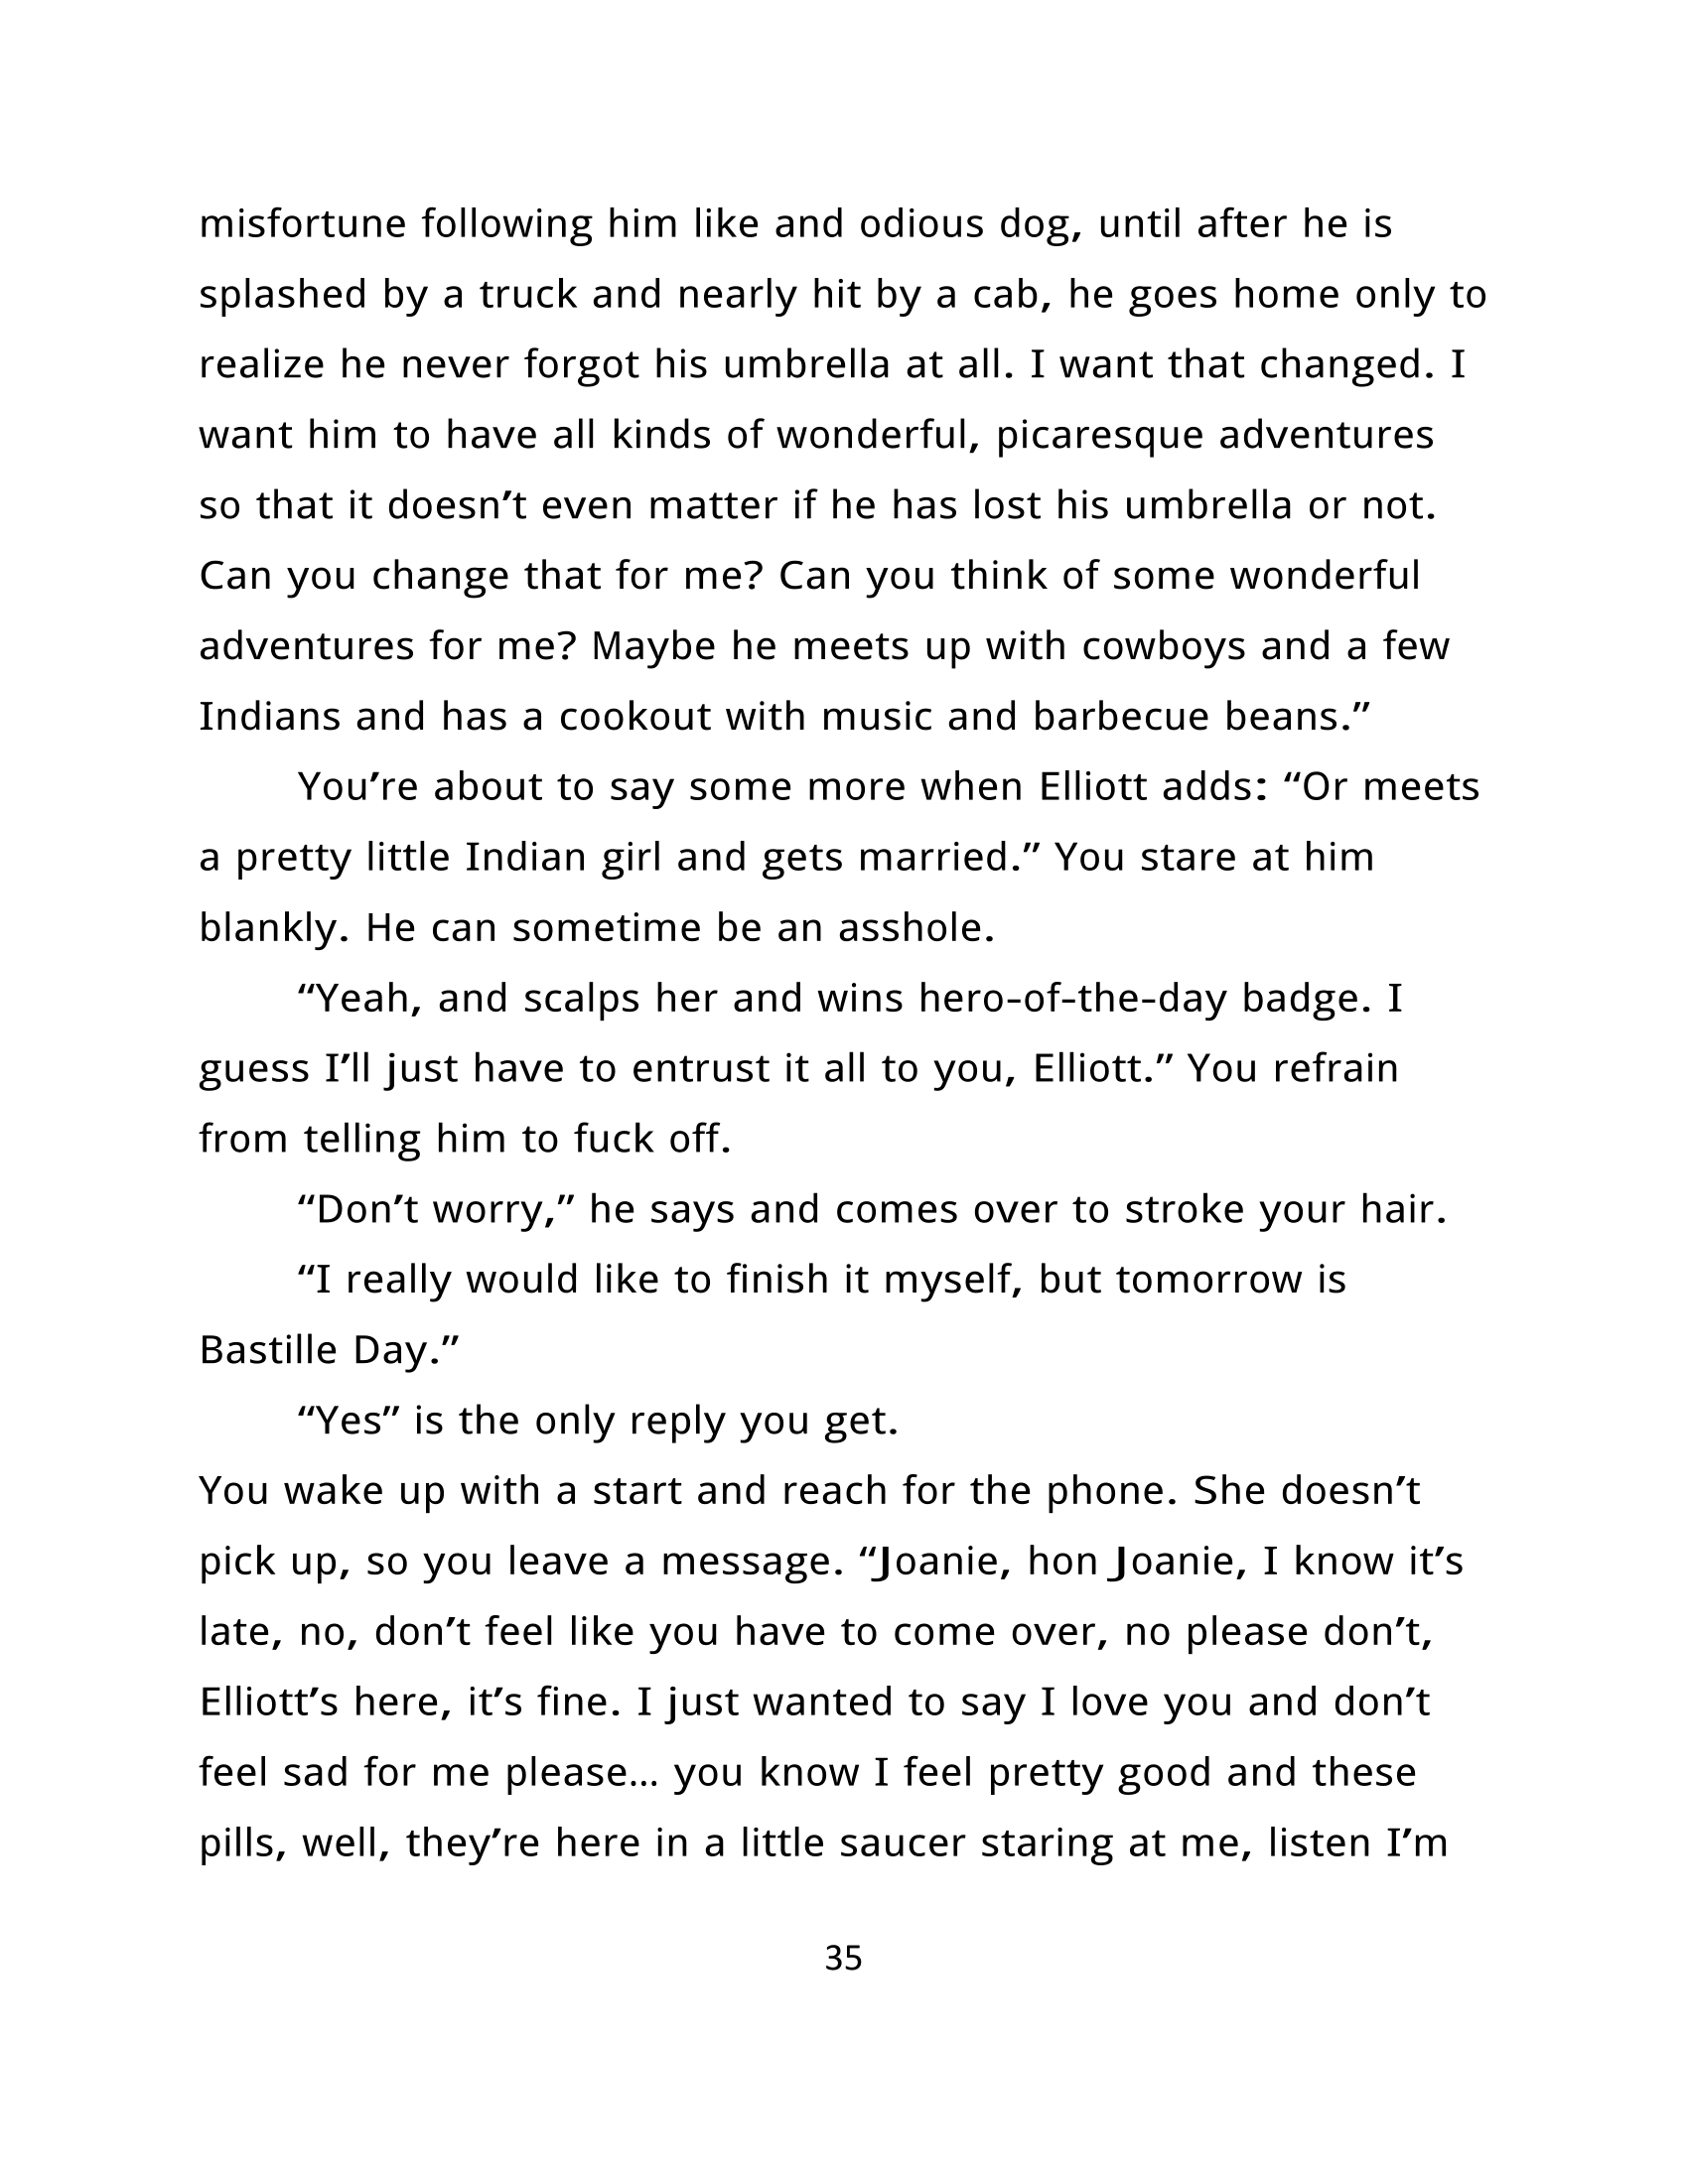 misfortune following him like and odious dog, until after he is
splashed by a truck and nearly hit by a cab, he goes home only to
realize he never forgot his umbrella at all. I want that changed. I
want him to have all kinds of wonderful, picaresque adventures
so that it doesn’t even matter if he has lost his umbrella or not.
Can you change that for me? Can you think of some wonderful
adventures for me? Maybe he meets up with cowboys and a few
Indians and has a cookout with music and barbecue beans.”
You’re about to say some more when Elliott adds: “Or meets
a pretty little Indian girl and gets married.” You stare at him
blankly. He can sometime be an asshole.
“Yeah, and scalps her and wins hero-of-the-day badge. I
guess I’ll just have to entrust it all to you, Elliott.” You refrain
from telling him to fuck off.
“Don’t worry,” he says and comes over to stroke your hair.
“I really would like to finish it myself, but tomorrow is
Bastille Day.”
“Yes” is the only reply you get.
You wake up with a start and reach for the phone. She doesn’t
pick up, so you leave a message. “Joanie, hon Joanie, I know it’s
late, no, don’t feel like you have to come over, no please don’t,
Elliott’s here, it’s fine. I just wanted to say I love you and don’t
feel sad for me please… you know I feel pretty good and these
pills, well, they’re here in a little saucer staring at me, listen I’m
35